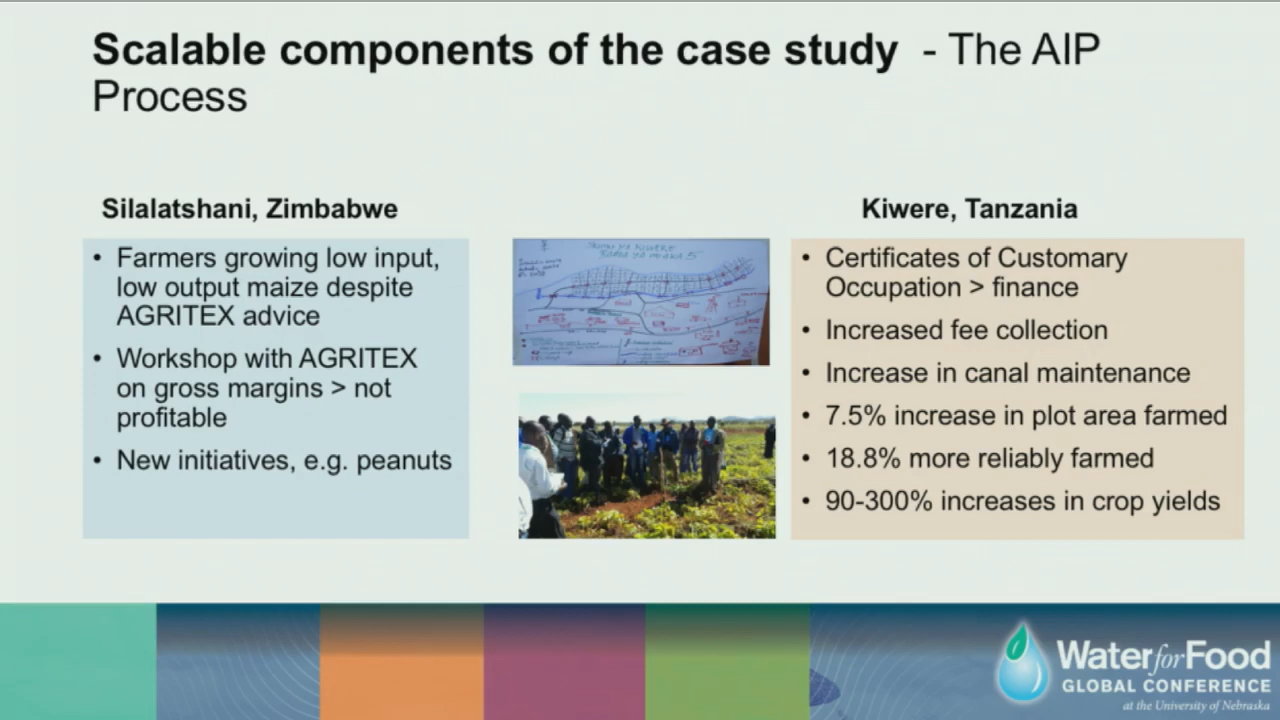 Scalable components of the case study - The AIP
Process
Silalatshani, Zimbabwe
• Farmers growing low input,
low output maize despite
AGRITEX advice
• Workshop with AGRITEX
on gross margins > not
profitable
• New initiatives, e.g. peanuts
KIWERE
Kiwere, Tanzania
• Certificates of Customary
Occupation > finance
• Increased fee collection
• Increase in canal maintenance
• 7.5% increase in plot area farmed
• 18.8% more reliably farmed
• 90-300% increases in crop yields
Water for Food
GLOBAL CONFERENCE
at the University of Nebraska